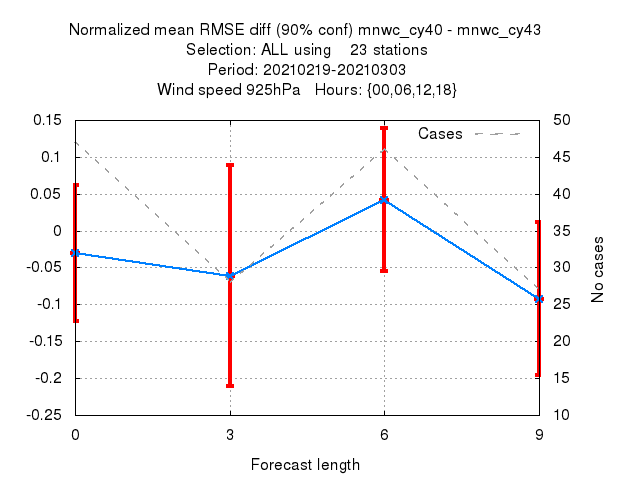 Normalized mean RMSE diff (90% conf) mnwc_cy40 - mnwc_cy43
Selection: ALL using    23 stations
Period: 20210219-20210303
Wind speed 925hPa   Hours: {00,06,12,18}
Cases
0.15
0.1
0.05
0
-0.05
-0.1
-0.15
-0.2
-0.25
50
45
40
35
30
25
20
15
10
No cases
0 3 6 9
Forecast length